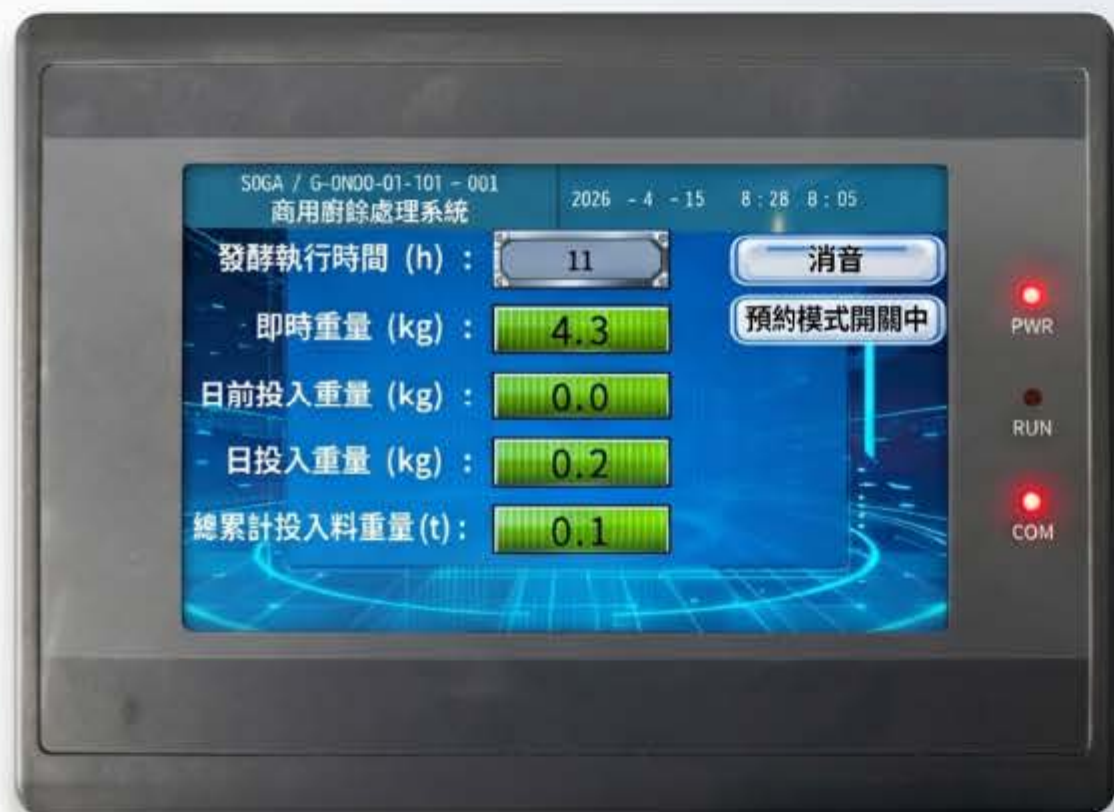 SOGA / G-ON00-01-101 - 001
商用廚餘處理系統
2026 - 4 - 15 8 : 28 8 : 05
發酵執行時間 (h) : 11
消音
即時重量 (kg) : 4.3
預約模式開關中
日前投入重量 (kg) : 0.0
日投入重量 (kg) : 0.2
總累計投入料重量(t) : 0.1
PWR
RUN
COM